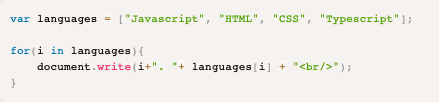 var languages = ["Javascript", "HTML", "CSS", "Typescript"];
for(i in languages){
document.write(i+". "+ languages[i] + "<br/>");
}